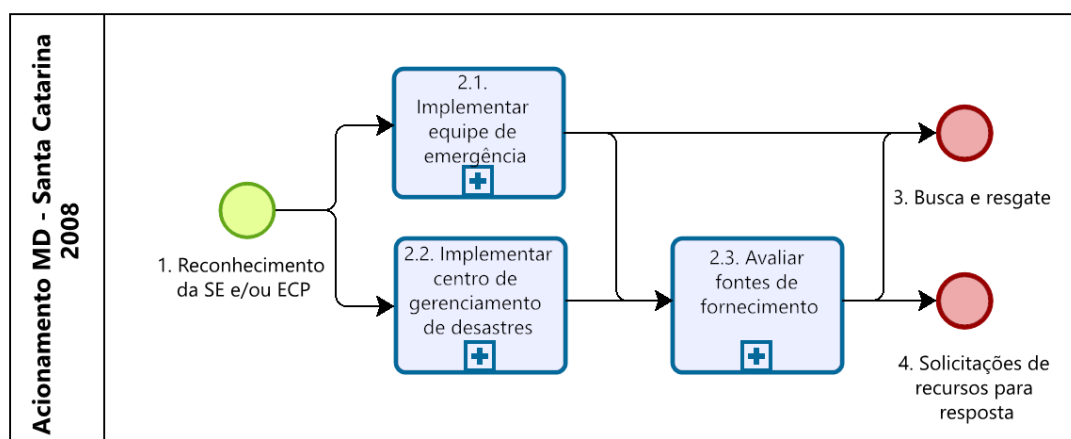 Acionamento MD - Santa Catarina
2008
1. Reconhecimento
da SE e/ou ECP
2.1.
Implementar
equipe de
emergência
2.2. Implementar
centro de
gerenciamento
de desastres
2.3. Avaliar
fontes de
fornecimento
3. Busca e resgate
4. Solicitações de
recursos para
resposta